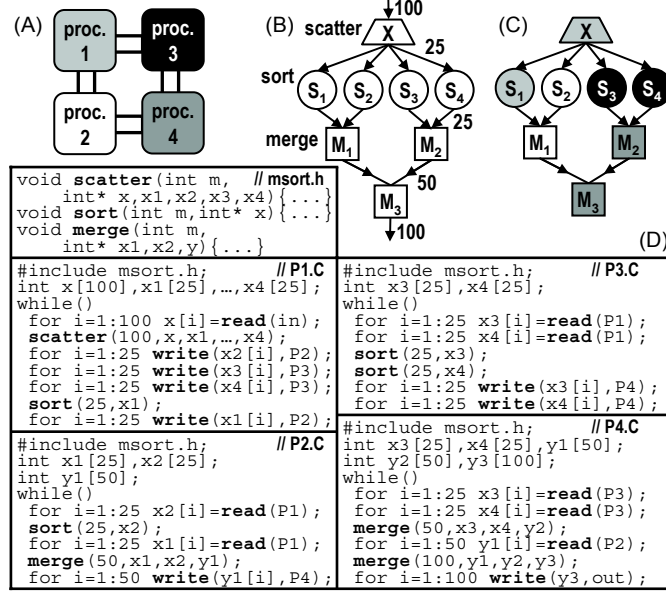 (A)
proc. 1
proc. 3
proc. 2
proc. 4
(B)
100
scatter
X
25
sort
S1 S2 S3 S4
25
merge
M1 M2
50
M3
100
(C)
X
S1 S2 S3 S4
M2
M1
M3
(D)
void scatter(int m, // msort.h
int* x,x1,x2,x3,x4){...}
void sort(int m,int* x){...}
void merge(int m,
int* x1,x2,y){...}
#include msort.h; // P1.C
int x[100],x1[25],…,x4[25];
while()
for i=1:100 x[i]=read(in);
scatter(100,x,x1,…,x4);
for i=1:25 write(x2[i],P2);
for i=1:25 write(x3[i],P3);
for i=1:25 write(x4[i],P3);
sort(25,x1);
for i=1:25 write(x1[i],P2);
#include msort.h; // P2.C
int x1[25],x2[25];
int y1[50];
while()
for i=1:25 x2[i]=read(P1);
sort(25,x2);
for i=1:25 x1[i]=read(P1);
merge(50,x1,x2,y1);
for i=1:50 write(y1[i],P4);
#include msort.h; // P3.C
int x3[25],x4[25];
while()
for i=1:25 x3[i]=read(P1);
for i=1:25 x4[i]=read(P1);
sort(25,x3);
sort(25,x4);
for i=1:25 write(x3[i],P4);
for i=1:25 write(x4[i],P4);
#include msort.h; // P4.C
int x3[25],x4[25],y1[50];
int y2[50],y3[100];
while()
for i=1:25 x3[i]=read(P3);
for i=1:25 x4[i]=read(P3);
merge(50,x3,x4,y2);
for i=1:50 y1[i]=read(P2);
merge(100,y1,y2,y3);
for i=1:100 write(y3,out);